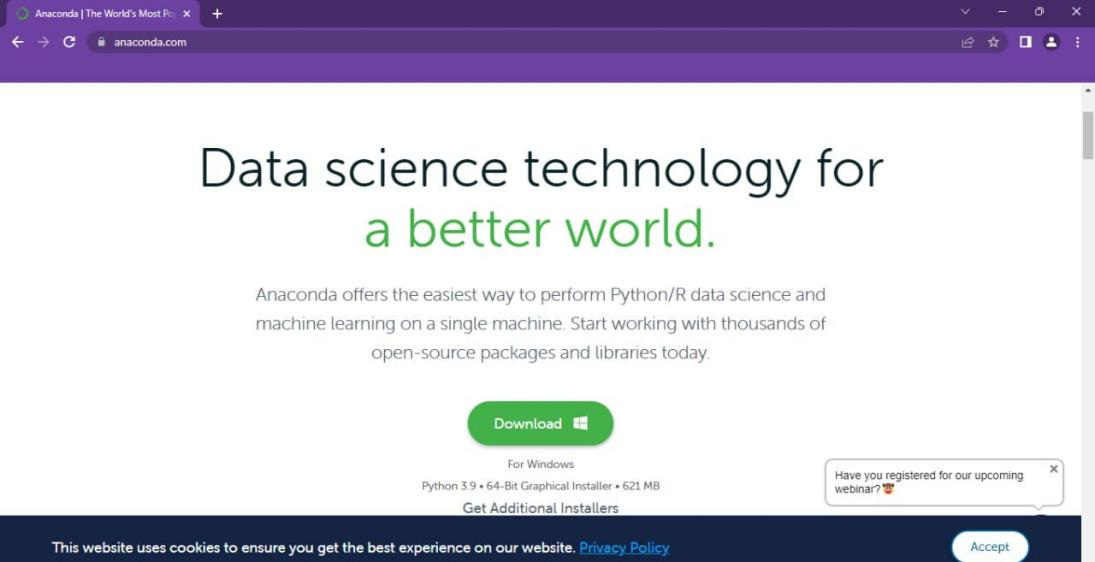 Anaconda | The World's Most Po
anaconda.com
Data science technology for
a better world.
Anaconda offers the easiest way to perform Python/R data science and
machine learning on a single machine. Start working with thousands of
open-source packages and libraries today.
Download
For Windows
Python 3.9 • 64-Bit Graphical Installer • 621 MB
Get Additional Installers
Have you registered for our upcoming
webinar?🤠
This website uses cookies to ensure you get the best experience on our website. Privacy Policy
Accept